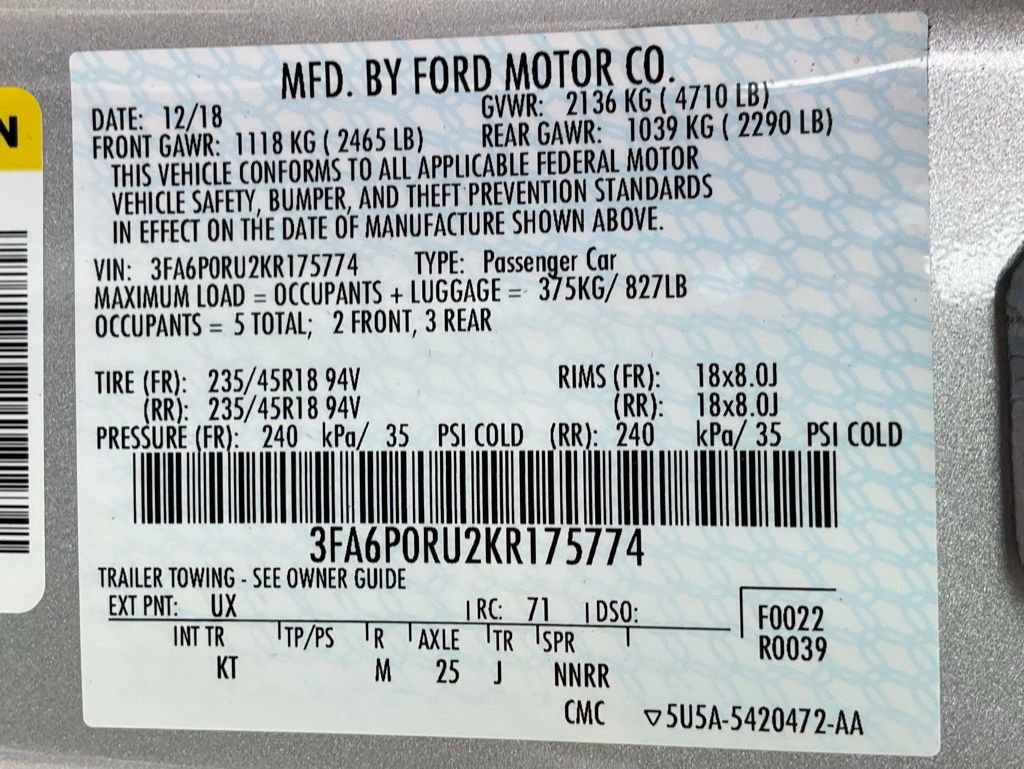 MFD. BY FORD MOTOR CO.
DATE: 12/18 GVWR: 2136 KG ( 4710 LB)
FRONT GAWR: 1118 KG ( 2465 LB) REAR GAWR: 1039 KG ( 2290 LB)
THIS VEHICLE CONFORMS TO ALL APPLICABLE FEDERAL MOTOR
VEHICLE SAFETY, BUMPER, AND THEFT PREVENTION STANDARDS
IN EFFECT ON THE DATE OF MANUFACTURE SHOWN ABOVE.
VIN: 3FA6P0RU2KR175774 TYPE: Passenger Car
MAXIMUM LOAD = OCCUPANTS + LUGGAGE = 375KG/ 827LB
OCCUPANTS = 5 TOTAL; 2 FRONT, 3 REAR
TIRE (FR): 235/45R18 94V RIMS (FR): 18x8.0J
(RR): 235/45R18 94V (RR): 18x8.0J
PRESSURE (FR): 240 kPa/ 35 PSI COLD (RR): 240 kPa/ 35 PSI COLD
3FA6P0RU2KR175774
TRAILER TOWING - SEE OWNER GUIDE
EXT PNT: UX RC: 71 DSO: F0022
INT TR TP/PS R AXLE TR SPR R0039
KT M 25 J NNRR
CMC ▽5U5A-5420472-AA
N